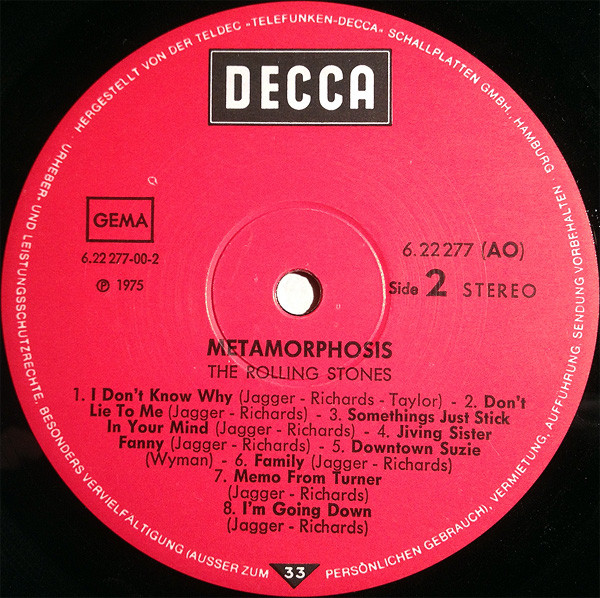 HERGESTELLT VON DER TELDEC »TELEFUNKEN-DECCA« SCHALLPLATTEN GMBH., HAMBURG ·
URHEBER- UND LEISTUNGSSCHUTZRECHTE, BESONDERS VERVIELFALTIGUNG (AUSSER ZUM PERSÖNLICHEN GEBRAUCH), VERMIETUNG, AUFFÜHRUNG, SENDUNG VORBEHALTEN ·
DECCA
GEMA
6.22 277-00-2
℗ 1975
6.22 277 (AO)
Side 2 STEREO
METAMORPHOSIS
THE ROLLING STONES
1. I Don't Know Why (Jagger - Richards - Taylor) - 2. Don't
Lie To Me (Jagger - Richards) - 3. Somethings Just Stick
In Your Mind (Jagger - Richards) - 4. Jiving Sister
Fanny (Jagger - Richards) - 5. Downtown Suzie
(Wyman) - 6. Family (Jagger - Richards)
7. Memo From Turner
(Jagger - Richards)
8. I'm Going Down
(Jagger - Richards)
33